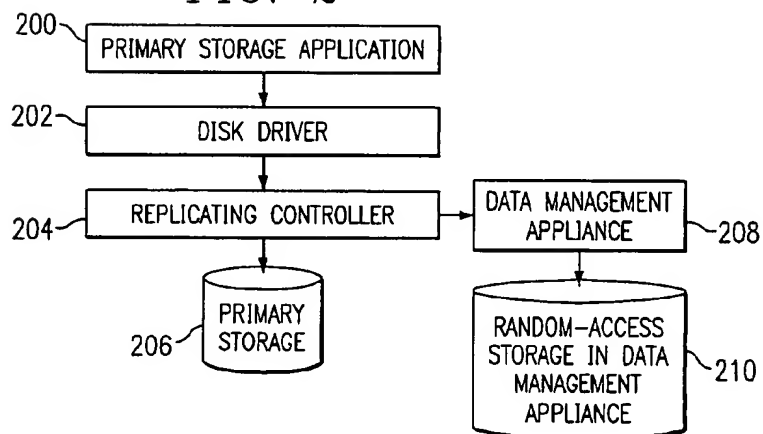 200
PRIMARY STORAGE APPLICATION
202
DISK DRIVER
204
REPLICATING CONTROLLER
DATA MANAGEMENT
APPLIANCE
208
206
PRIMARY
STORAGE
RANDOM-ACCESS
STORAGE IN DATA
MANAGEMENT
APPLIANCE
210